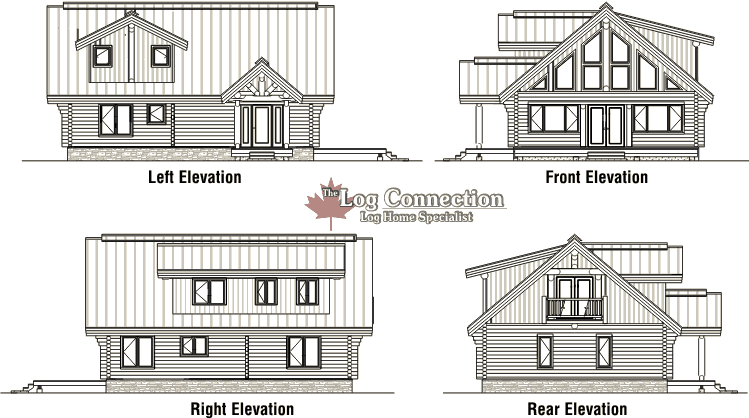 Left Elevation
Front Elevation
The Log Connection
Log Home Specialist
Right Elevation
Rear Elevation